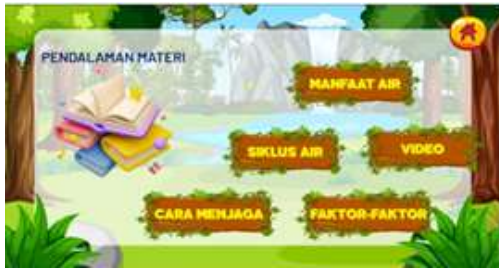 PENDALAMAN MATERI
MANFAAT AIR
SIKLUS AIR
VIDEO
CARA MENJAGA
FAKTOR-FAKTOR